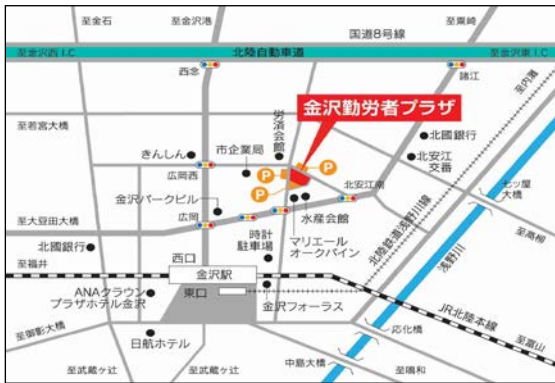 至金石
至金沢港
至粟崎
国道8号線
至金沢西I.C
北陸自動車道
至金沢東I.C
西念
諸江
至内灘
金沢勤労者プラザ
労済会館
至若宮大橋
市企業局
きんしん
北國銀行
北安江
交番
広岡西
P
P
P
北安江南
七ッ屋
大橋
金沢パークビル
水産会館
至大豆田大橋
広岡
マリエール
オークパイン
北陸鉄道浅野川線
至高柳
浅野川
北國銀行
西口
時計
駐車場
至福井
金沢駅
東口
ANAクラウン
プラザホテル金沢
金沢フォーラス
JR北陸本線
至御影大橋
日航ホテル
応化橋
至富山
中島大橋
至武蔵ヶ辻
至武蔵ヶ辻
至鳴和